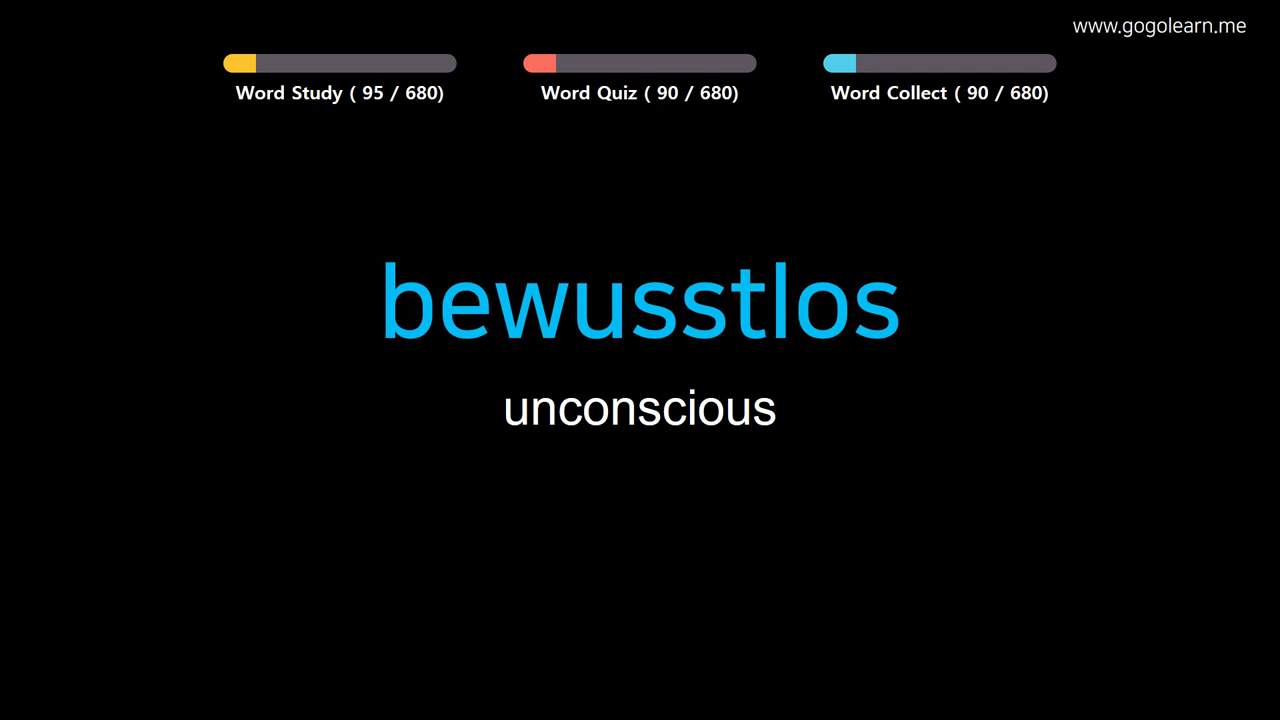 www.gogolearn.me
Word Study ( 95 / 680)
Word Quiz ( 90 / 680)
Word Collect ( 90 / 680)
bewusstlos
unconscious